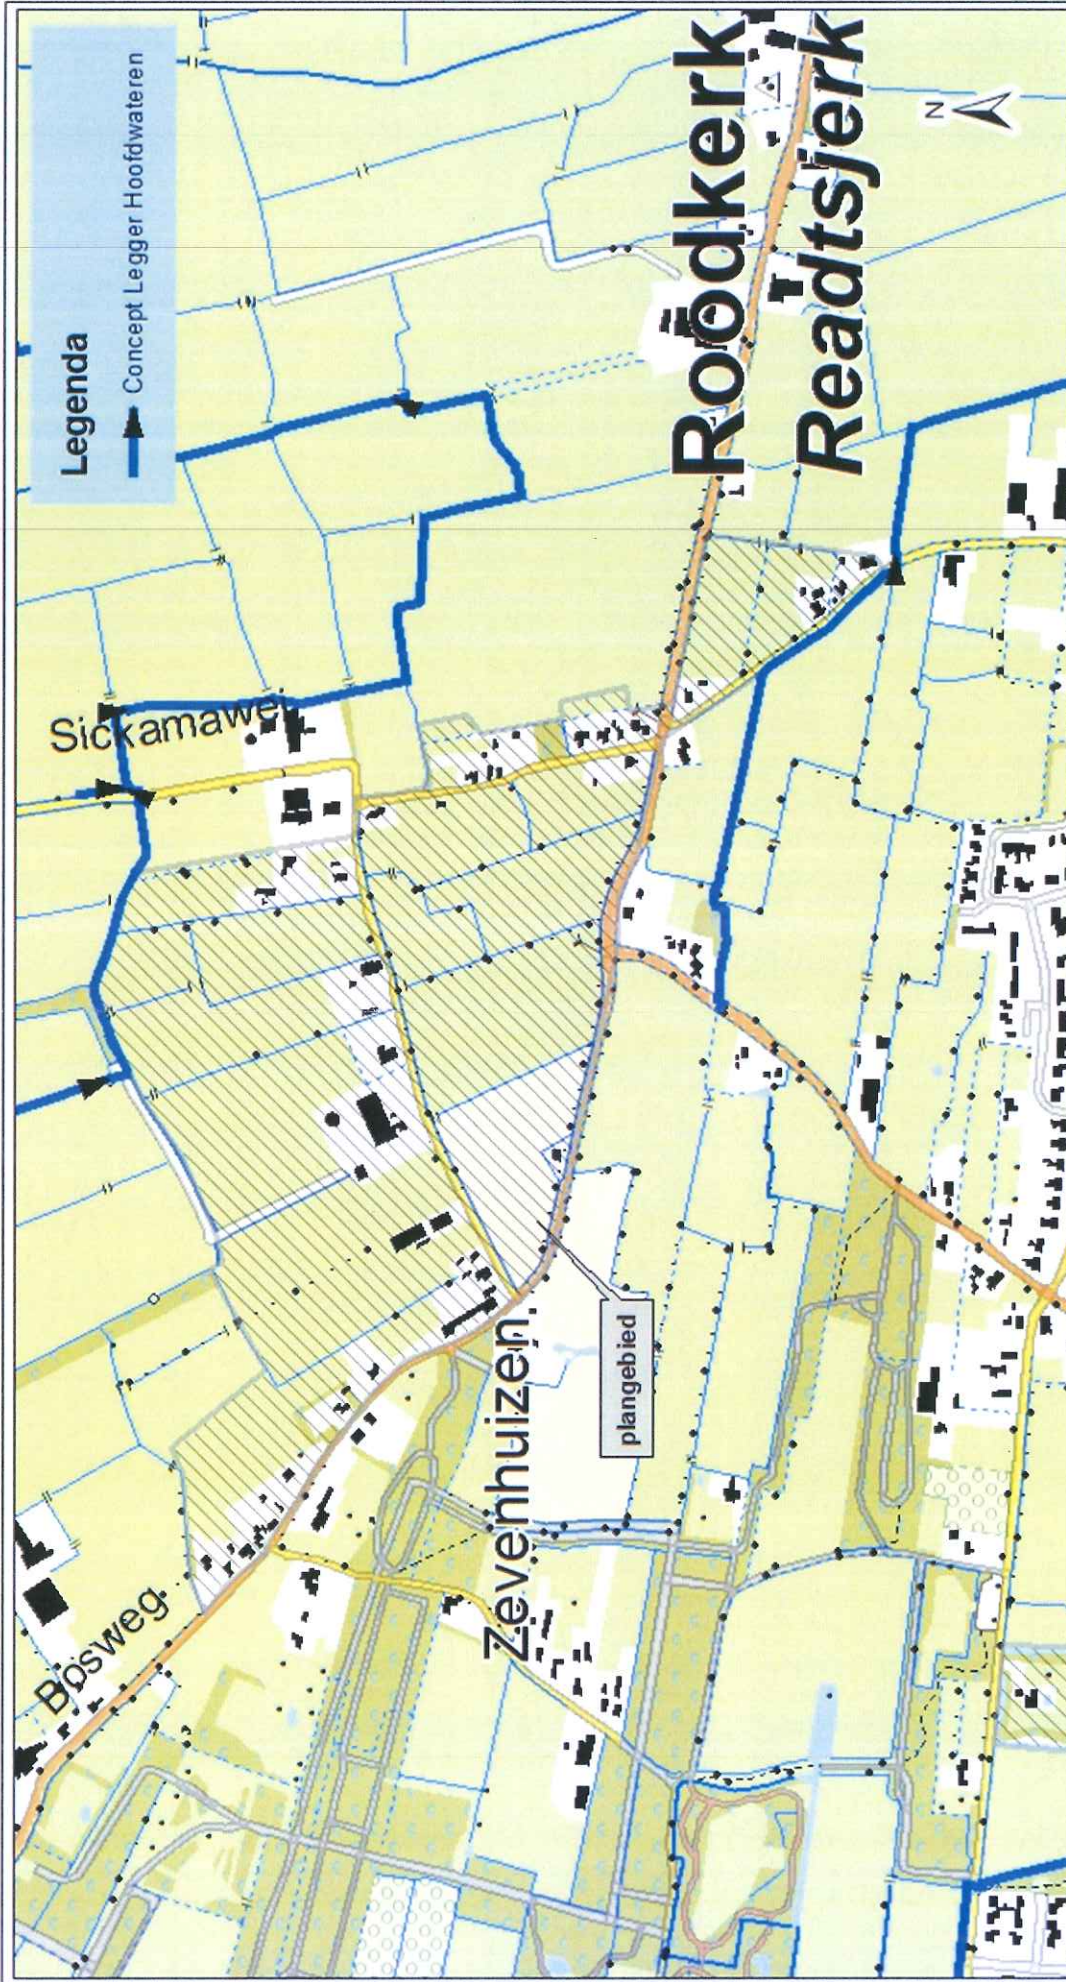 Legenda
Concept Legger Hoofdwateren
Bosweg
Sickamawei
Zevenhuizen
plangebied
Roodkerk
Readtsjerk
N